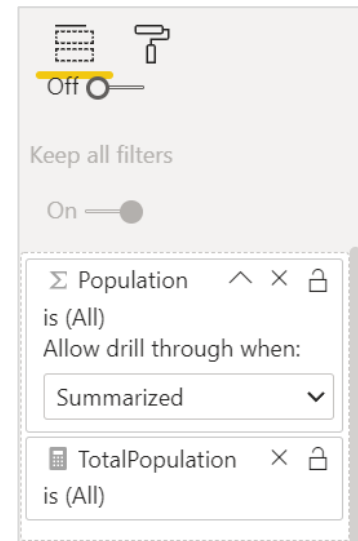 Off
Keep all filters
On
Σ Population
is (All)
Allow drill through when:
Summarized
TotalPopulation
is (All)